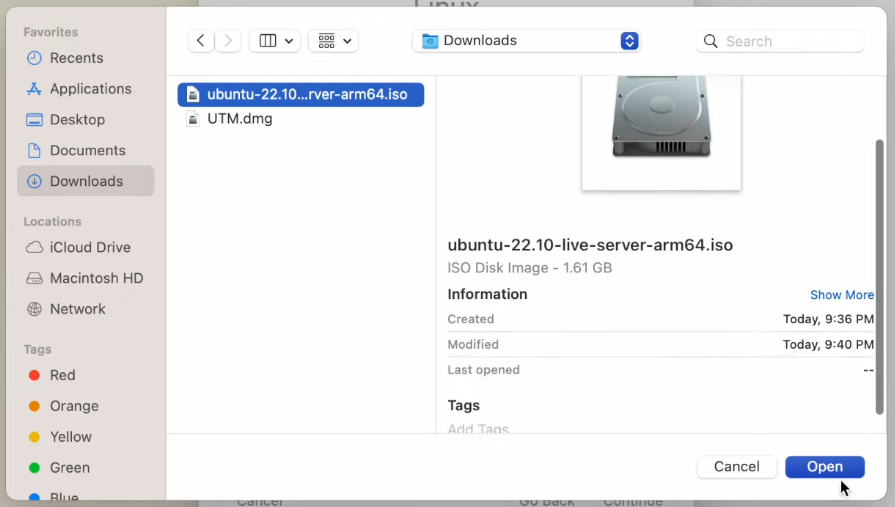 Linux
Favorites
Recents
Applications
Desktop
Documents
Downloads
Locations
iCloud Drive
Macintosh HD
Network
Tags
Red
Orange
Yellow
Green
Blue
Downloads
Search
ubuntu-22.10...rver-arm64.iso
UTM.dmg
ubuntu-22.10-live-server-arm64.iso
ISO Disk Image - 1.61 GB
Information Show More
Created Today, 9:36 PM
Modified Today, 9:40 PM
Last opened --
Tags
Add Tags
Cancel Open
Cancel Go Back Continue